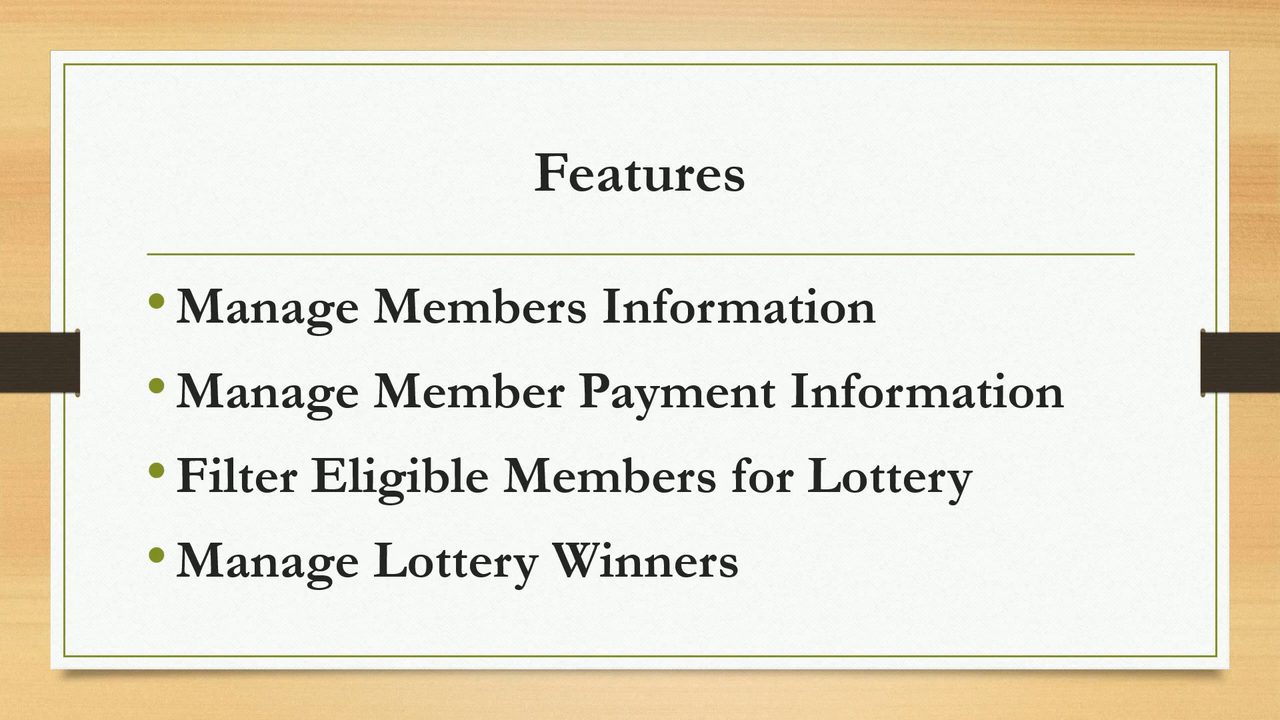 Features
• Manage Members Information
• Manage Member Payment Information
• Filter Eligible Members for Lottery
• Manage Lottery Winners